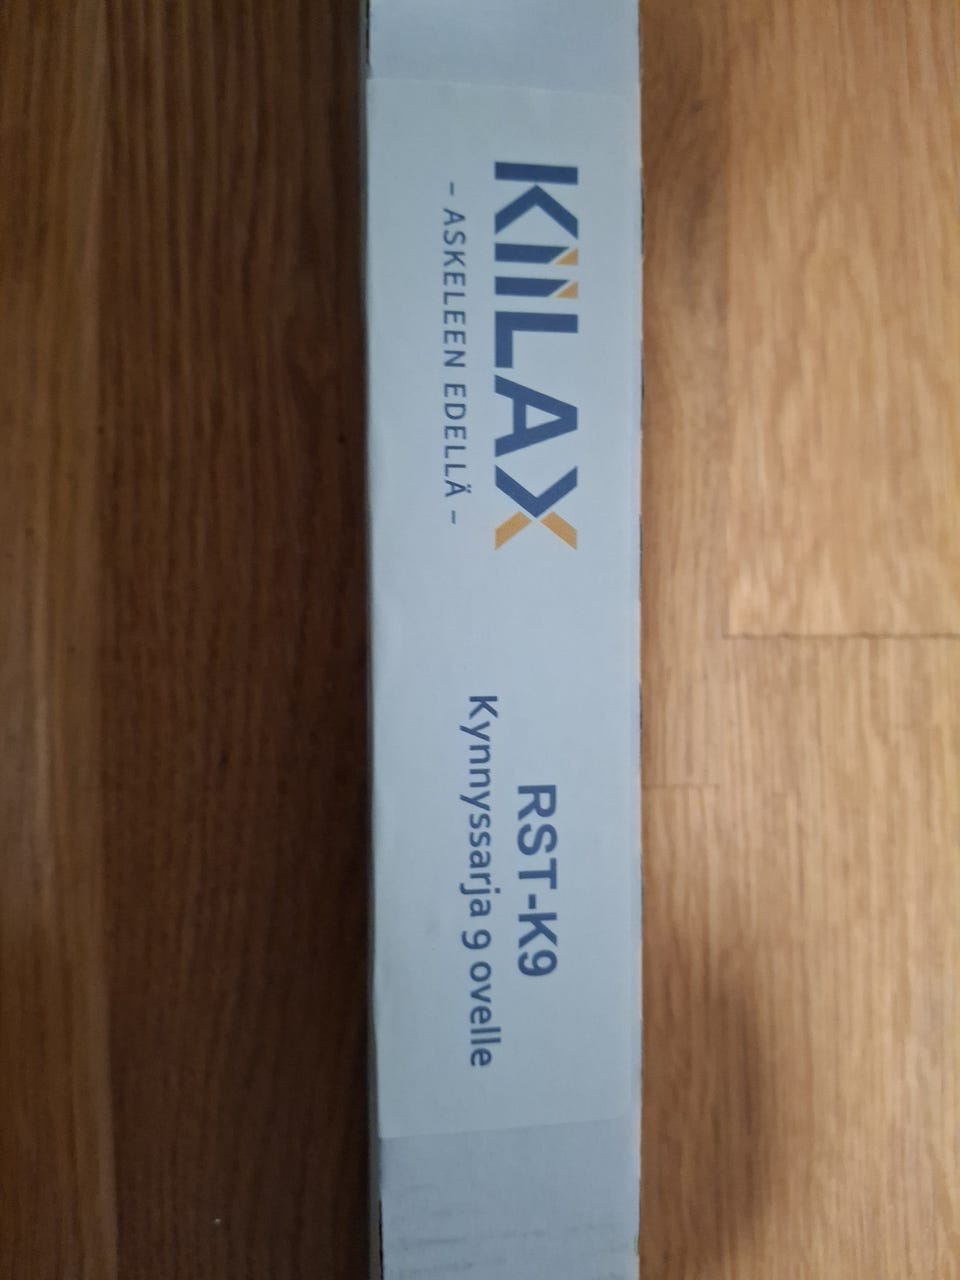 KIILAX
- ASKELEEN EDELLÄ -
RST-K9
Kynnyssarja 9 ovelle